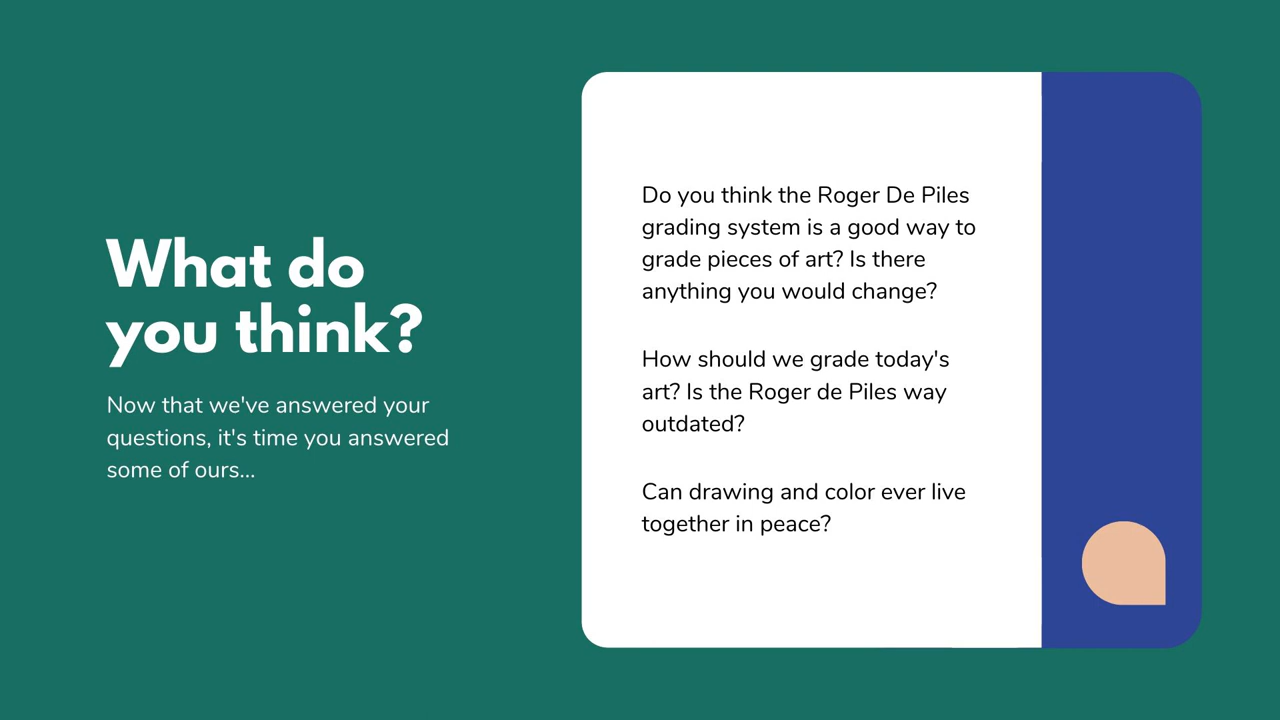 What do
you think?
Now that we've answered your
questions, it's time you answered
some of ours...
Do you think the Roger De Piles
grading system is a good way to
grade pieces of art? Is there
anything you would change?
How should we grade today's
art? Is the Roger de Piles way
outdated?
Can drawing and color ever live
together in peace?